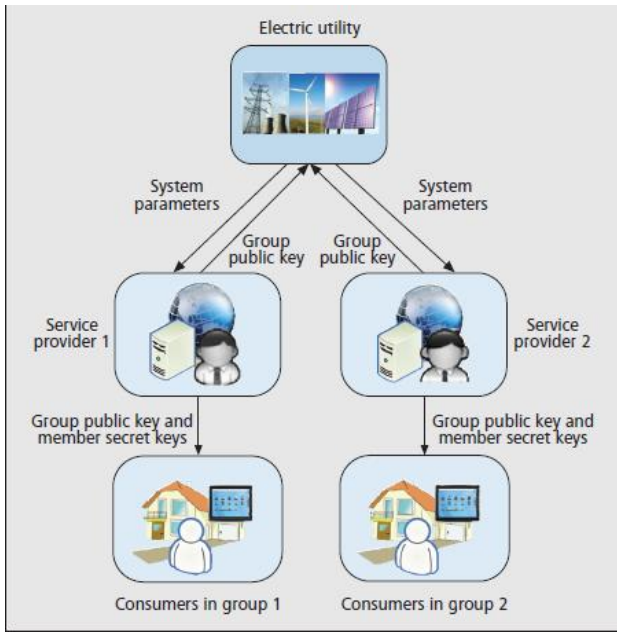 Electric utility
System
parameters
System
parameters
Group
public key
Group
public key
Service
provider 1
Service
provider 2
Group public key and
member secret keys
Group public key and
member secret keys
Consumers in group 1
Consumers in group 2